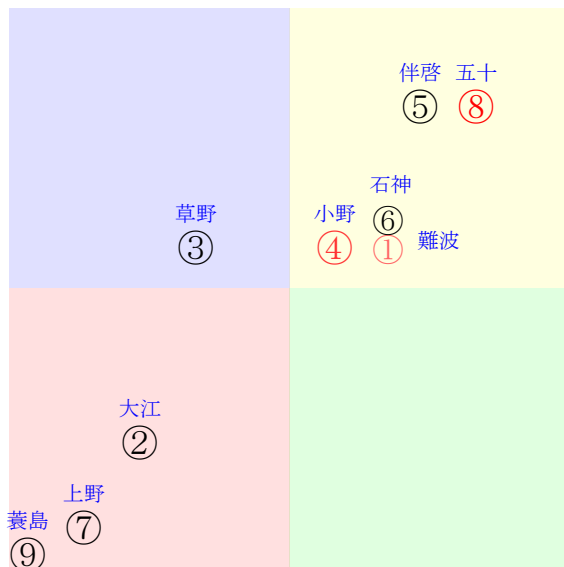 伴啓 五十
⑤ ⑧
石神
草野 小野 ⑥
③ ④ ① 難波
大江
②
上野
⑦
蓑島
⑨